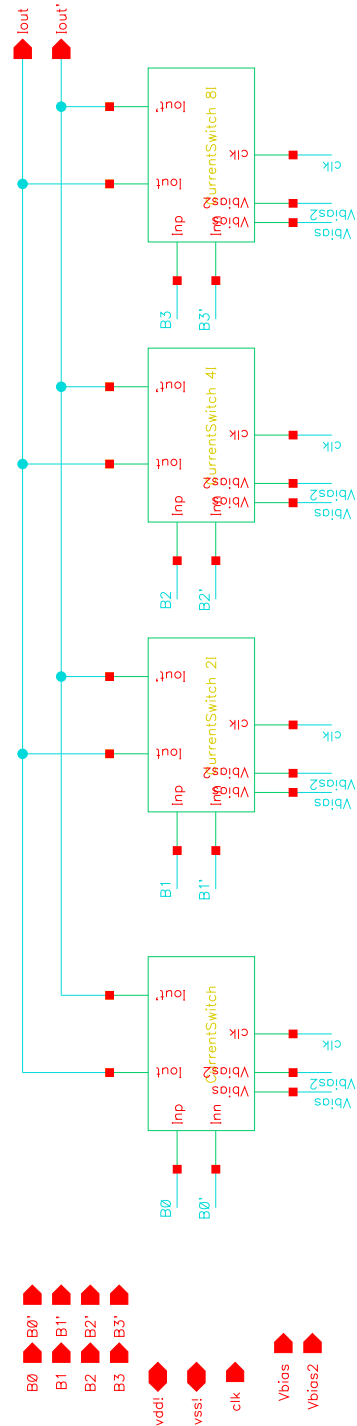 Iout
Iout'
CurrentSwitch 8I
Iout'
Iout
Inp
Inn
clk
Vbias2
Vbias
clk
Vbias2
Vbias
B3
B3'
CurrentSwitch 4I
Iout'
Iout
Inp
Inn
clk
Vbias2
Vbias
clk
Vbias2
Vbias
B2
B2'
CurrentSwitch 2I
Iout'
Iout
Inp
Inn
clk
Vbias2
Vbias
clk
Vbias2
Vbias
B1
B1'
CurrentSwitch
Iout'
Iout
Inp
Inn
clk
Vbias2
Vbias
clk
Vbias2
Vbias
B0
B0'
B0 B0'
B1 B1'
B2 B2'
B3 B3'
vdd!
vss!
clk
Vbias
Vbias2